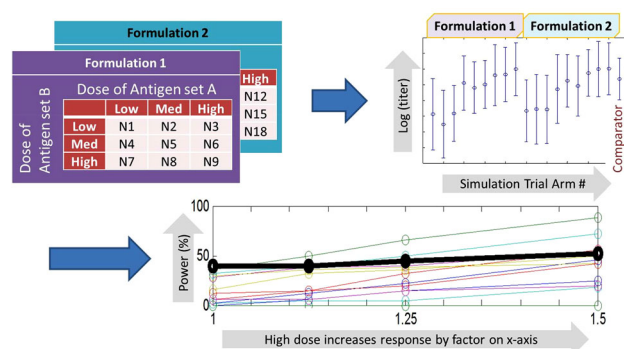 Formulation 2
Formulation 1
Dose of Antigen set A
Dose of
Antigen set B
Low Med High
Low N1 N2 N3
Med N4 N5 N6
High N7 N8 N9
High
N12
N15
N18
Formulation 1 Formulation 2
Log (titer)
Comparator
Simulation Trial Arm #
Power (%)
100
50
0
1 1.25 1.5
High dose increases response by factor on x-axis